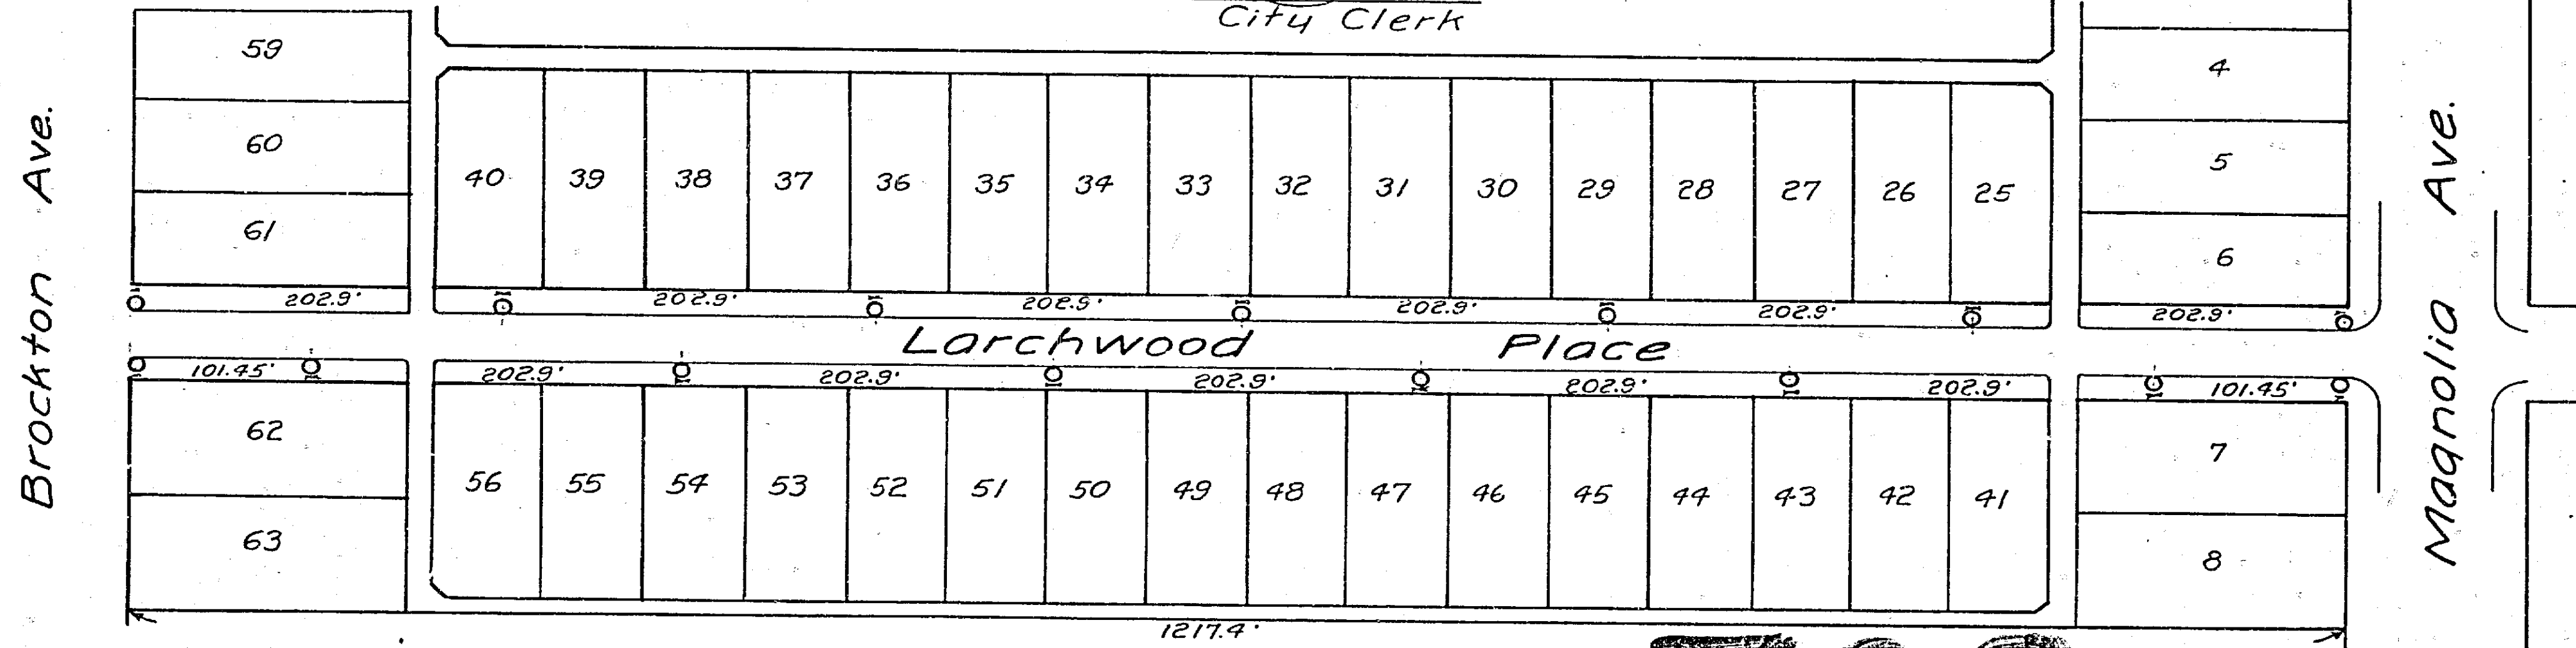 City Clerk
Brockton Ave.
59
60
61
4
5
6
40 39 38 37 36 35 34 33 32 31 30 29 28 27 26 25
202.9' 202.9' 202.9' 202.9' 202.9' 202.9'
Larchwood Place
101.45' 202.9' 202.9' 202.9' 202.9' 202.9' 101.45'
62
63
56 55 54 53 52 51 50 49 48 47 46 45 44 43 42 41
7
8
1217.4'
Magnolia Ave.